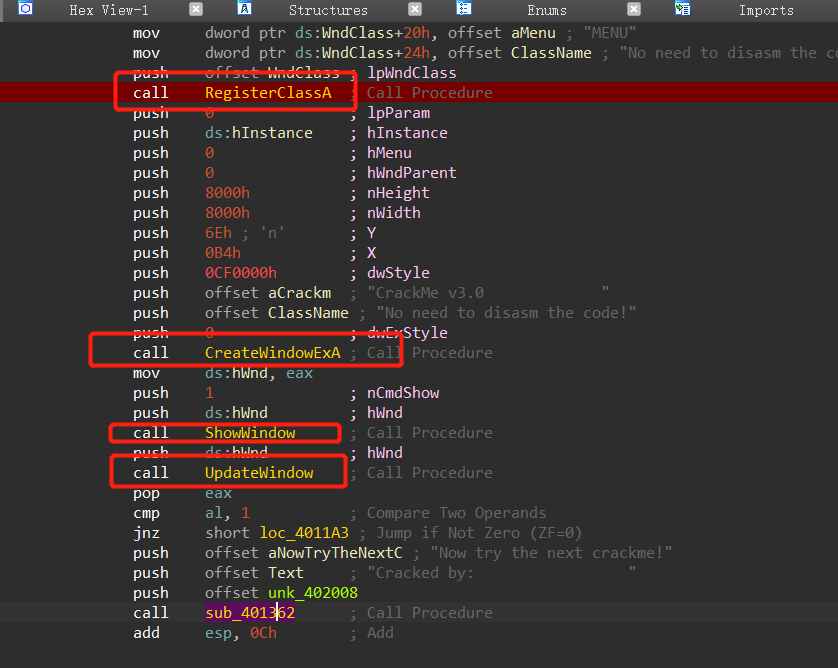 Hex View-1 Structures Enums Imports
mov dword ptr ds:WndClass+20h, offset aMenu ; "MENU"
mov dword ptr ds:WndClass+24h, offset ClassName ; "No need to disasm the co
push offset WndClass ; lpWndClass
call RegisterClassA ; Call Procedure
push 0 ; lpParam
push ds:hInstance ; hInstance
push 0 ; hMenu
push 0 ; hWndParent
push 8000h ; nHeight
push 8000h ; nWidth
push 6Eh ; 'n' ; Y
push 0B4h ; X
push 0CF0000h ; dwStyle
push offset aCrackm ; "CrackMe v3.0 "
push offset ClassName ; "No need to disasm the code!"
push 0 ; dwExStyle
call CreateWindowExA ; Call Procedure
mov ds:hWnd, eax
push 1 ; nCmdShow
push ds:hWnd ; hWnd
call ShowWindow ; Call Procedure
push ds:hWnd ; hWnd
call UpdateWindow ; Call Procedure
pop eax
cmp al, 1 ; Compare Two Operands
jnz short loc_4011A3 ; Jump if Not Zero (ZF=0)
push offset aNowTryTheNextC ; "Now try the next crackme!"
push offset Text ; "Cracked by: "
push offset unk_402008
call sub_401362 ; Call Procedure
add esp, 0Ch ; Add